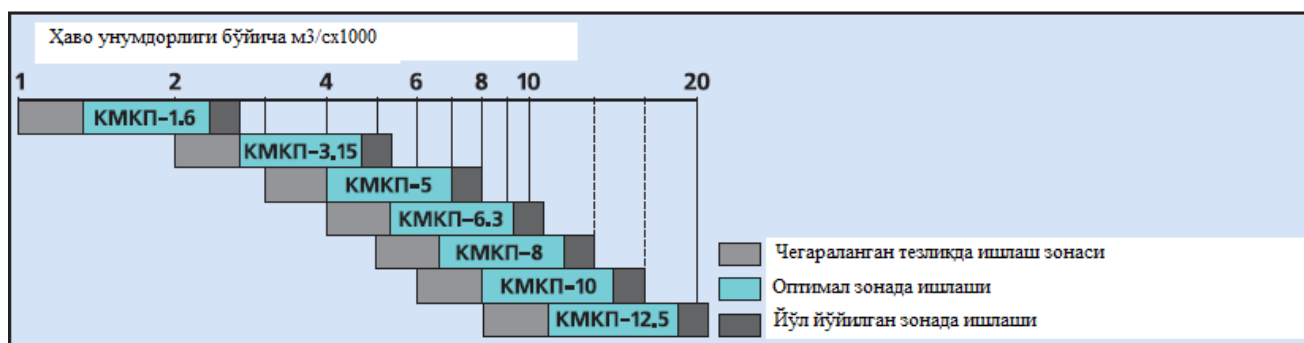 Ҳаво унумдорлиги бўйича м3/сх1000
1 2 4 6 8 10 20
КМКП-1.6
КМКП-3.15
КМКП-5
КМКП-6.3
КМКП-8
КМКП-10
КМКП-12.5
Чегараланган тезликда ишлаш зонаси
Оптимал зонада ишлаши
Йўл йўйилган зонада ишлаши